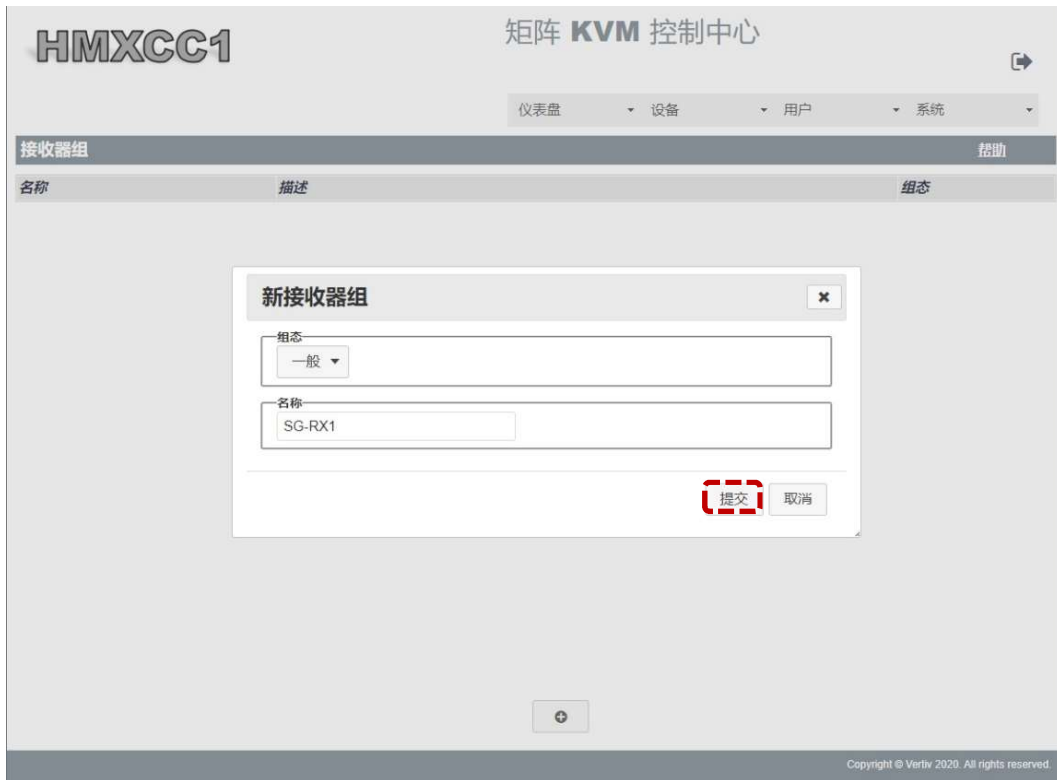 HMXCC1
矩阵 KVM 控制中心
仪表盘 设备 用户 系统
接收器组 帮助
名称 描述 组态
新接收器组
组态
一般
名称
SG-RX1
提交 取消
Copyright © Vertiv 2020. All rights reserved.